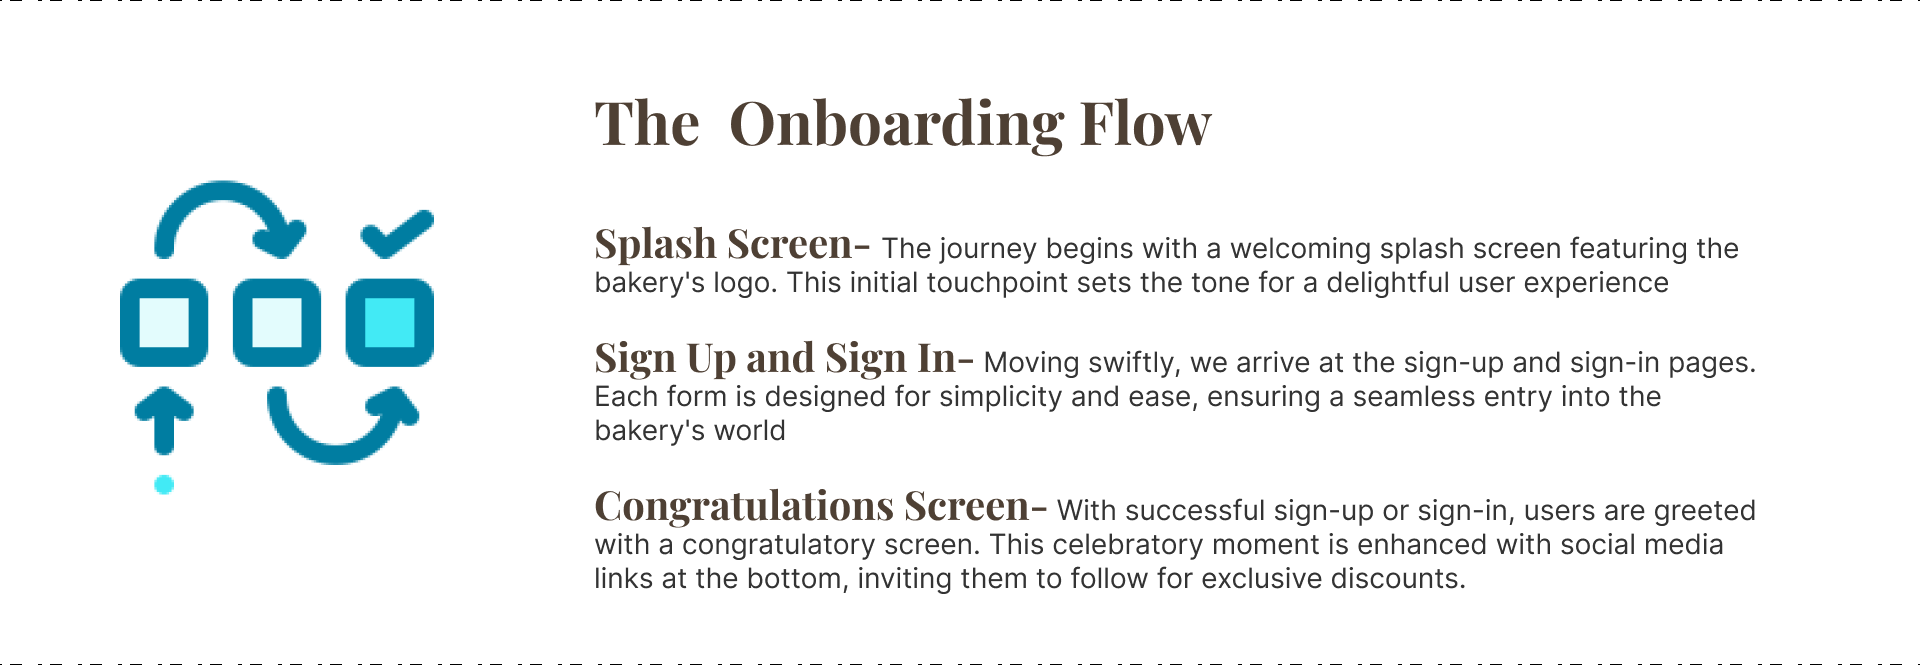 The  Onboarding Flow
Splash Screen- The journey begins with a welcoming splash screen featuring the
bakery's logo. This initial touchpoint sets the tone for a delightful user experience
Sign Up and Sign In- Moving swiftly, we arrive at the sign-up and sign-in pages.
Each form is designed for simplicity and ease, ensuring a seamless entry into the
bakery's world
Congratulations Screen- With successful sign-up or sign-in, users are greeted
with a congratulatory screen. This celebratory moment is enhanced with social media
links at the bottom, inviting them to follow for exclusive discounts.